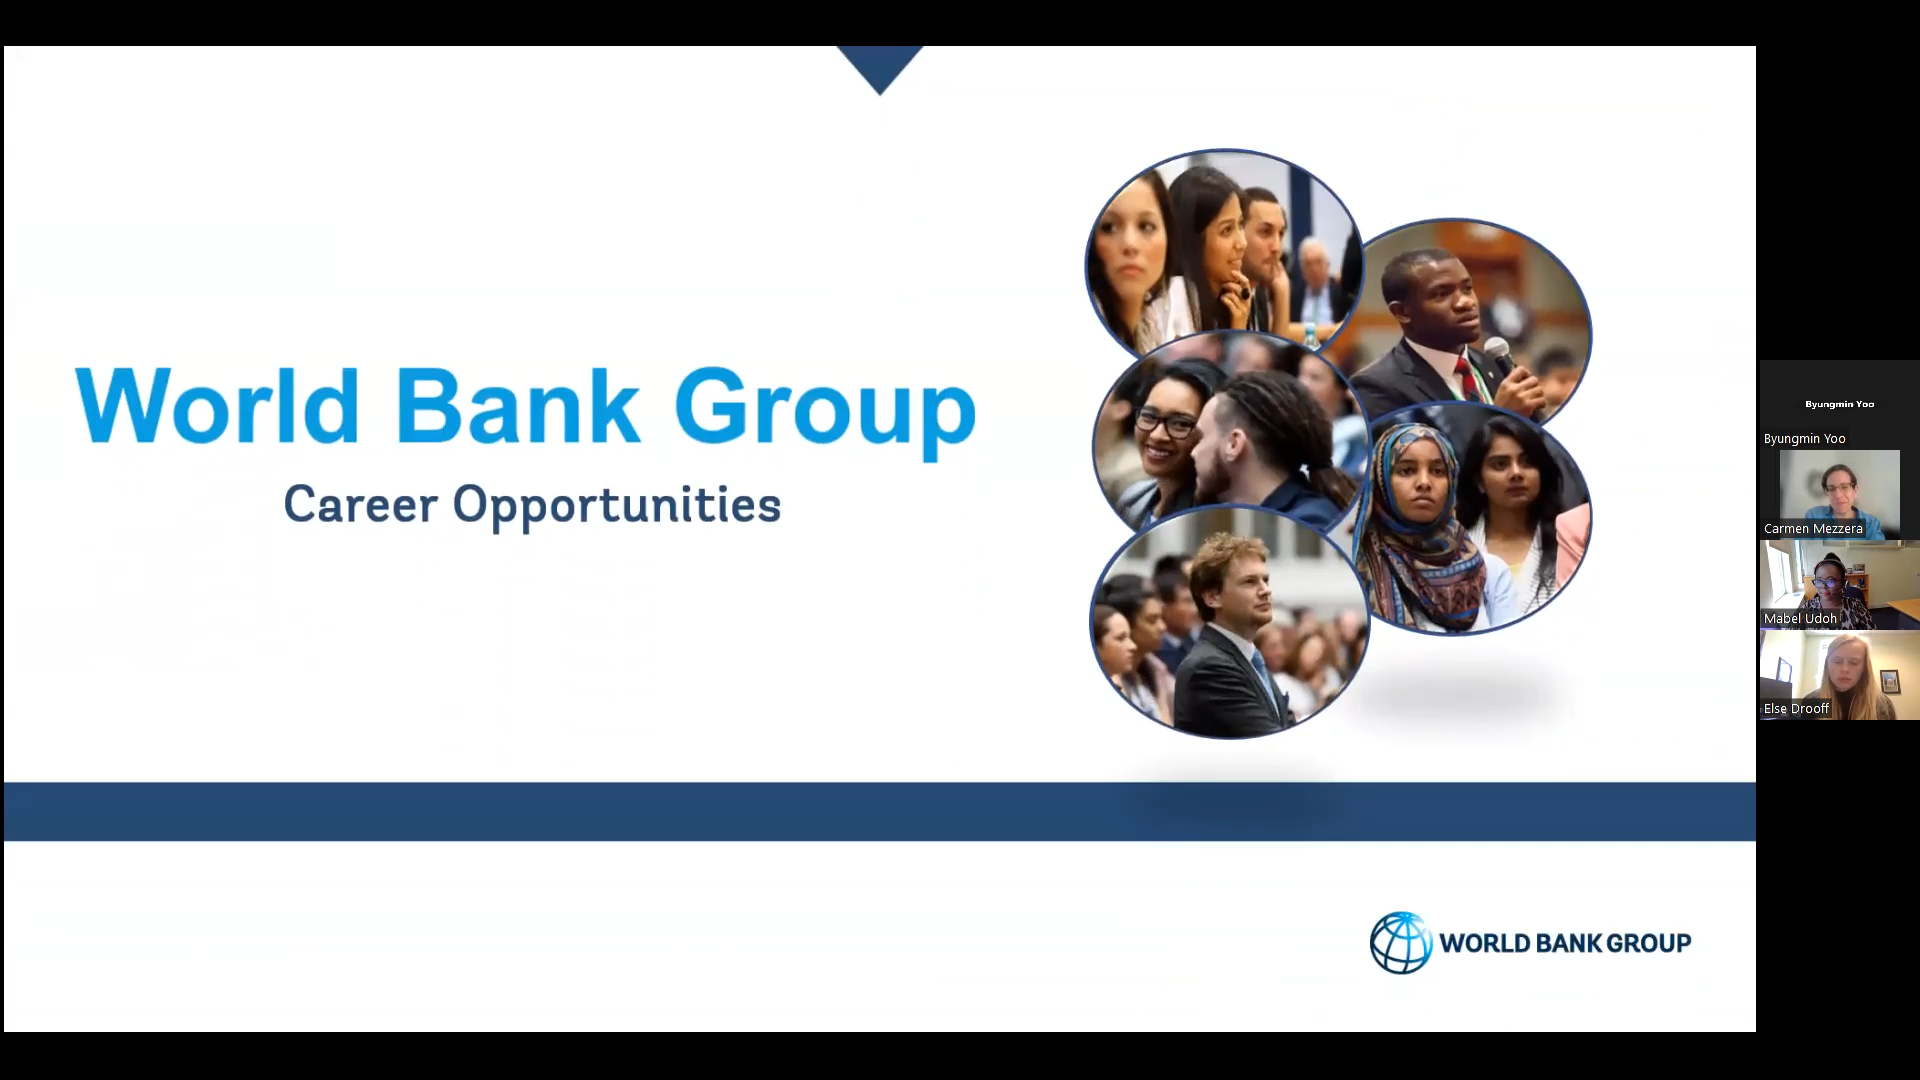 World Bank Group
Career Opportunities
WORLD BANK GROUP
Byungmin Yoo
Byungmin Yoo
Carmen Mezzera
Mabel Udoh
Else Drooff